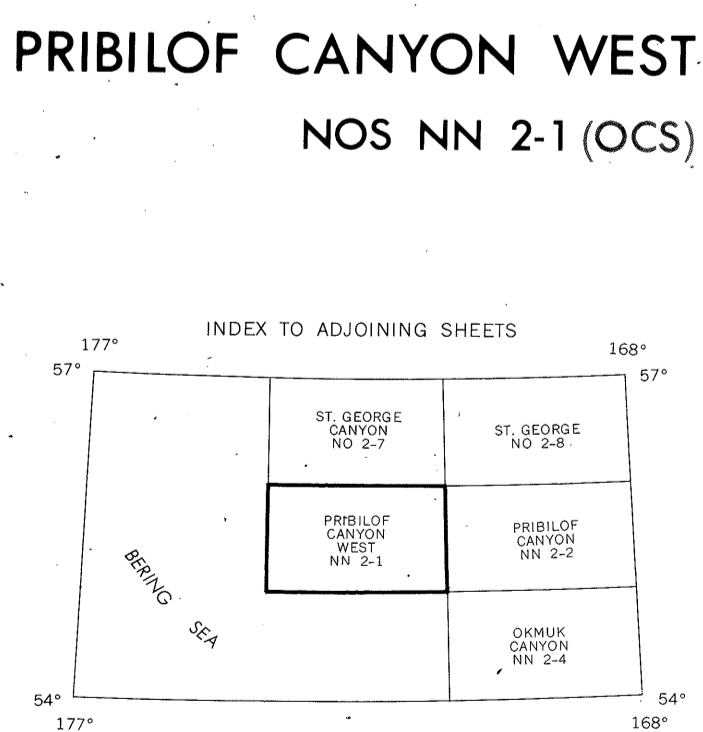 PRIBILOF CANYON WEST
NOS NN 2-1 (OCS)
INDEX TO ADJOINING SHEETS
177°
168°
57°
57°
ST. GEORGE
CANYON
NO 2-7
ST. GEORGE
NO 2-8
PRIBILOF
CANYON
WEST
NN 2-1
PRIBILOF
CANYON
NN 2-2
BERING SEA
OKMUK
CANYON
NN 2-4
54°
54°
177°
168°